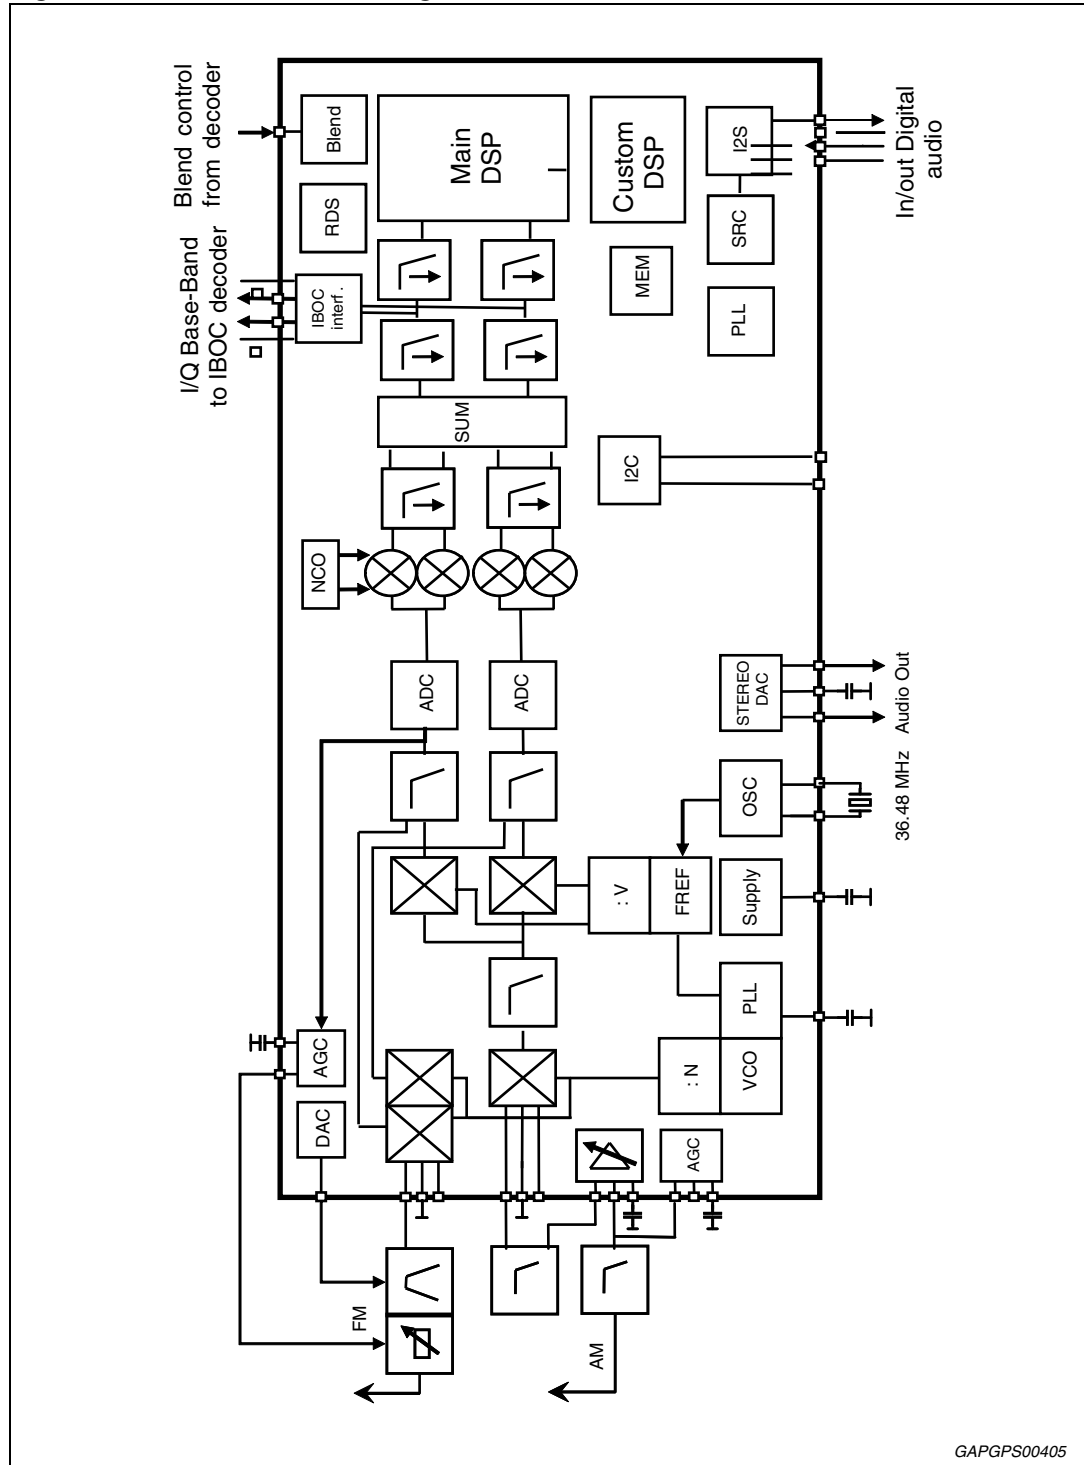 Blend control
from decoder
I/Q Base-Band
to IBOC decoder
Blend
RDS
IBOC
interf.
Main
DSP
Custom
DSP
I2S
In/out Digital
audio
SRC
MEM
PLL
SUM
I2C
NCO
ADC
ADC
STEREO
DAC
Audio Out
OSC
36.48 MHz
: V
FREF
Supply
PLL
: N
VCO
AGC
DAC
AGC
FM
AM
GAPGPS00405